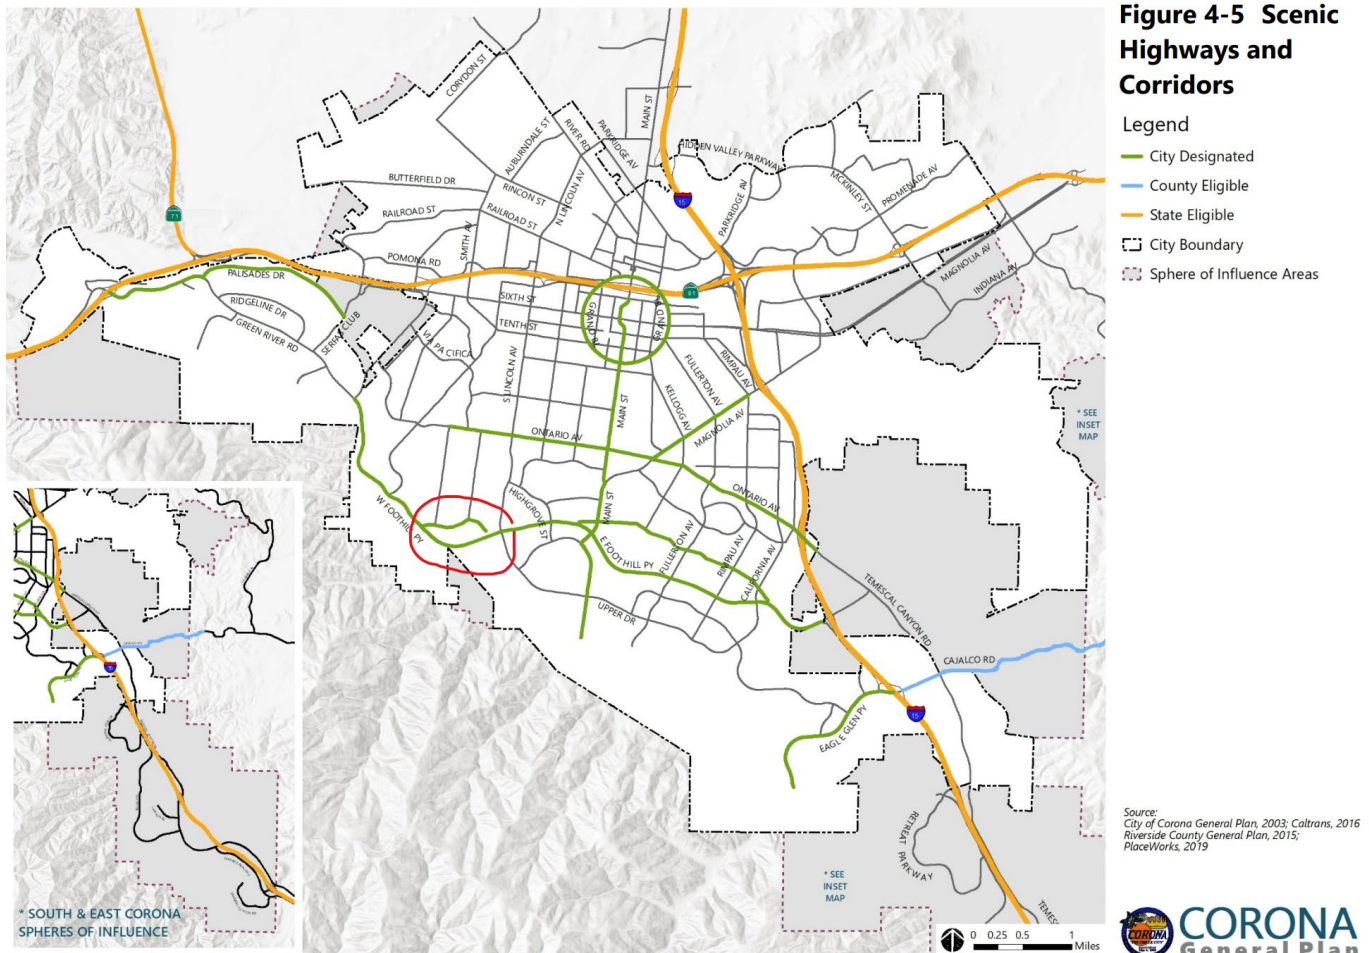 Figure 4-5 Scenic
Highways and
Corridors
Legend
City Designated
County Eligible
State Eligible
City Boundary
Sphere of Influence Areas
CORYDON ST
AUBURNDALE ST
RIVER RD
PARKRIDGE AV
MAIN ST
HIDDEN VALLEY PARKWAY
MCKINLEY ST
PROMENADE AV
BUTTERFIELD DR
RINCON ST
N LINCOLN AV
15
PARKRIDGE AV
71
RAILROAD ST
RAILROAD ST
SMITH AV
POMONA RD
MAGNOLIA AV
INDIANA AV
PALISADES DR
91
RIDGELINE DR
GREEN RIVER RD
SIXTH ST
TENTH ST
VIA PACIFICA
S LINCOLN AV
FULLERTON AV
RIMPAU AV
KELLOGG AV
MAIN ST
MAGNOLIA AV
ONTARIO AV
* SEE
INSET
MAP
ONTARIO AV
HIGHGROVE ST
MAIN ST
E FOOTHILL PY
FULLERTON AV
RIMPAU AV
CALIFORNIA AV
UPPER DR
TEMESCAL CANYON RD
CAJALCO RD
EAGLE GLEN PY
15
RETREAT PARKWAY
* SEE
INSET
MAP
* SOUTH & EAST CORONA
SPHERES OF INFLUENCE
0 0.25 0.5 1
Miles
Source:
City of Corona General Plan, 2003; Caltrans, 2016
Riverside County General Plan, 2015;
PlaceWorks, 2019
CORONA
CORONA
General Plan